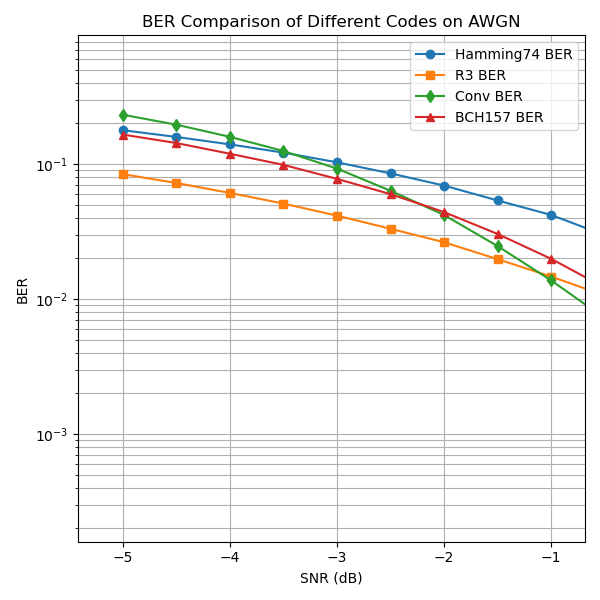 BER Comparison of Different Codes on AWGN
Hamming74 BER
R3 BER
Conv BER
BCH157 BER
10⁻¹
10⁻²
10⁻³
BER
−5 −4 −3 −2 −1
SNR (dB)